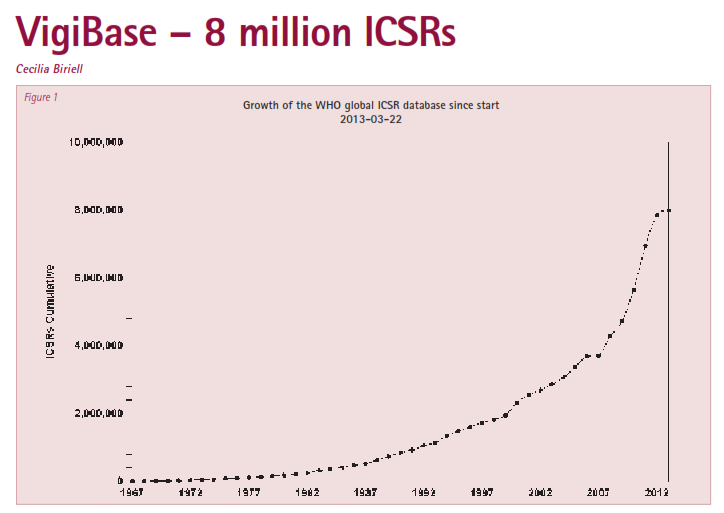 VigiBase – 8 million ICSRs
Cecilia Biriell
Figure 1
Growth of the WHO global ICSR database since start
2013-03-22
10,000,000
8,000,000
6,000,000
4,000,000
2,000,000
0
ICSRs Cumulative
1967 1972 1977 1982 1987 1992 1997 2002 2007 2012